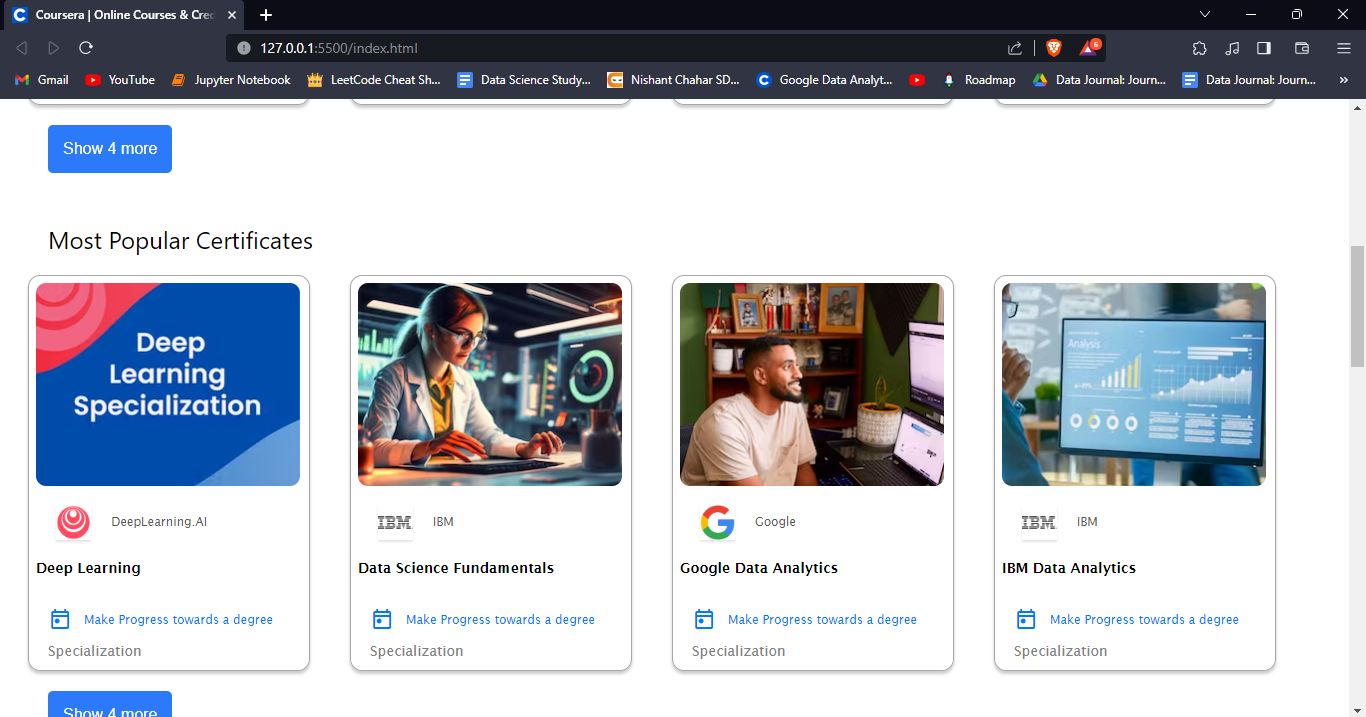 Coursera | Online Courses & Cred
127.0.0.1:5500/index.html
6
Gmail
YouTube
Jupyter Notebook
LeetCode Cheat Sh...
Data Science Study...
Nishant Chahar SD...
Google Data Analyt...
Roadmap
Data Journal: Journ...
Data Journal: Journ...
»
Show 4 more
Most Popular Certificates
Deep
Learning
Specialization
Analysis
DeepLearning.AI
IBM
IBM
Google
IBM
IBM
Deep Learning
Data Science Fundamentals
Google Data Analytics
IBM Data Analytics
Make Progress towards a degree
Make Progress towards a degree
Make Progress towards a degree
Make Progress towards a degree
Specialization
Specialization
Specialization
Specialization
Show 4 more